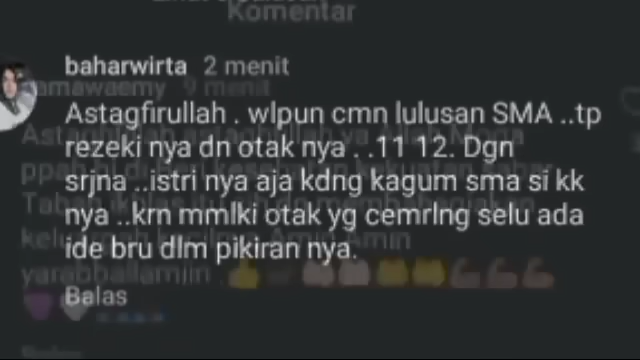 Komentar
baharwirta 2 menit
Astagfirullah . wlpun cmn lulusan SMA ..tp
rezeki nya dn otak nya . .11 12. Dgn
srjna ..istri nya aja kdng kagum sma si kk
nya ..krn mmlki otak yg cemrlng selu ada
ide bru dlm pikiran nya.
Balas